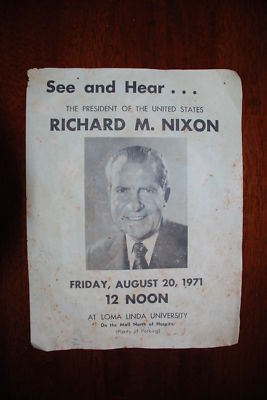 See and Hear . . .
THE PRESIDENT OF THE UNITED STATES
RICHARD M. NIXON
FRIDAY, AUGUST 20, 1971
12 NOON
AT LOMA LINDA UNIVERSITY
On the Mall North of Hospital
(Plenty of Parking)